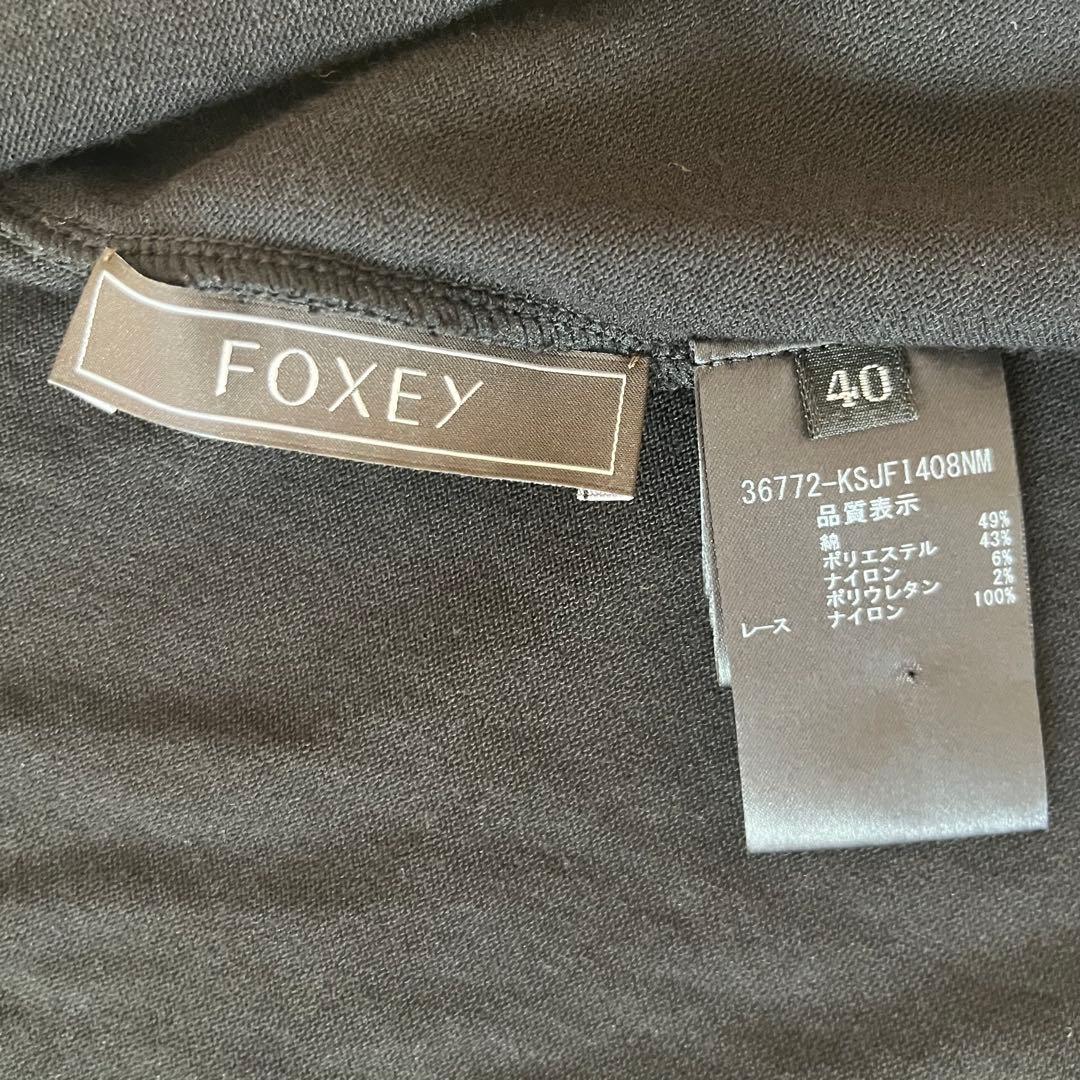 FOXEY
40
36772-KSJFI408NM
品質表示
綿 49%
ポリエステル 43%
ナイロン 6%
ポリウレタン 2%
レース ナイロン 100%